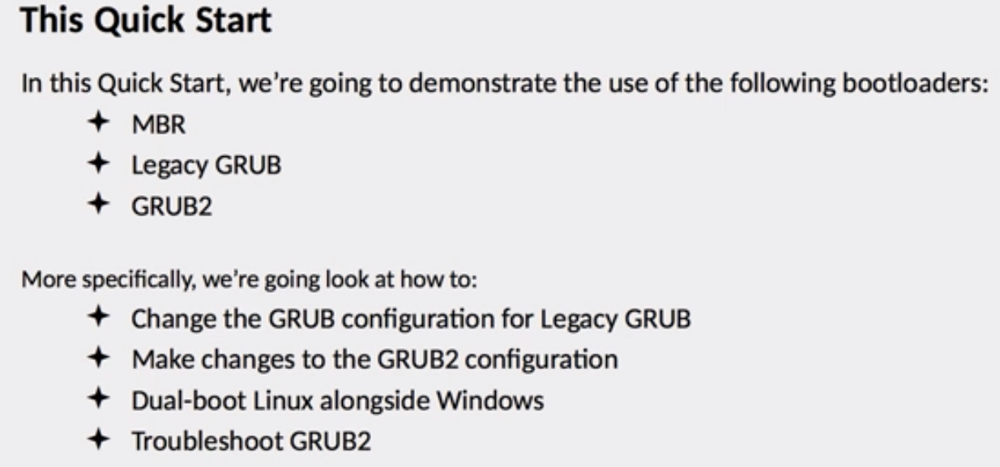 This Quick Start
In this Quick Start, we're going to demonstrate the use of the following bootloaders:
✦ MBR
✦ Legacy GRUB
✦ GRUB2
More specifically, we're going look at how to:
✦ Change the GRUB configuration for Legacy GRUB
✦ Make changes to the GRUB2 configuration
✦ Dual-boot Linux alongside Windows
✦ Troubleshoot GRUB2